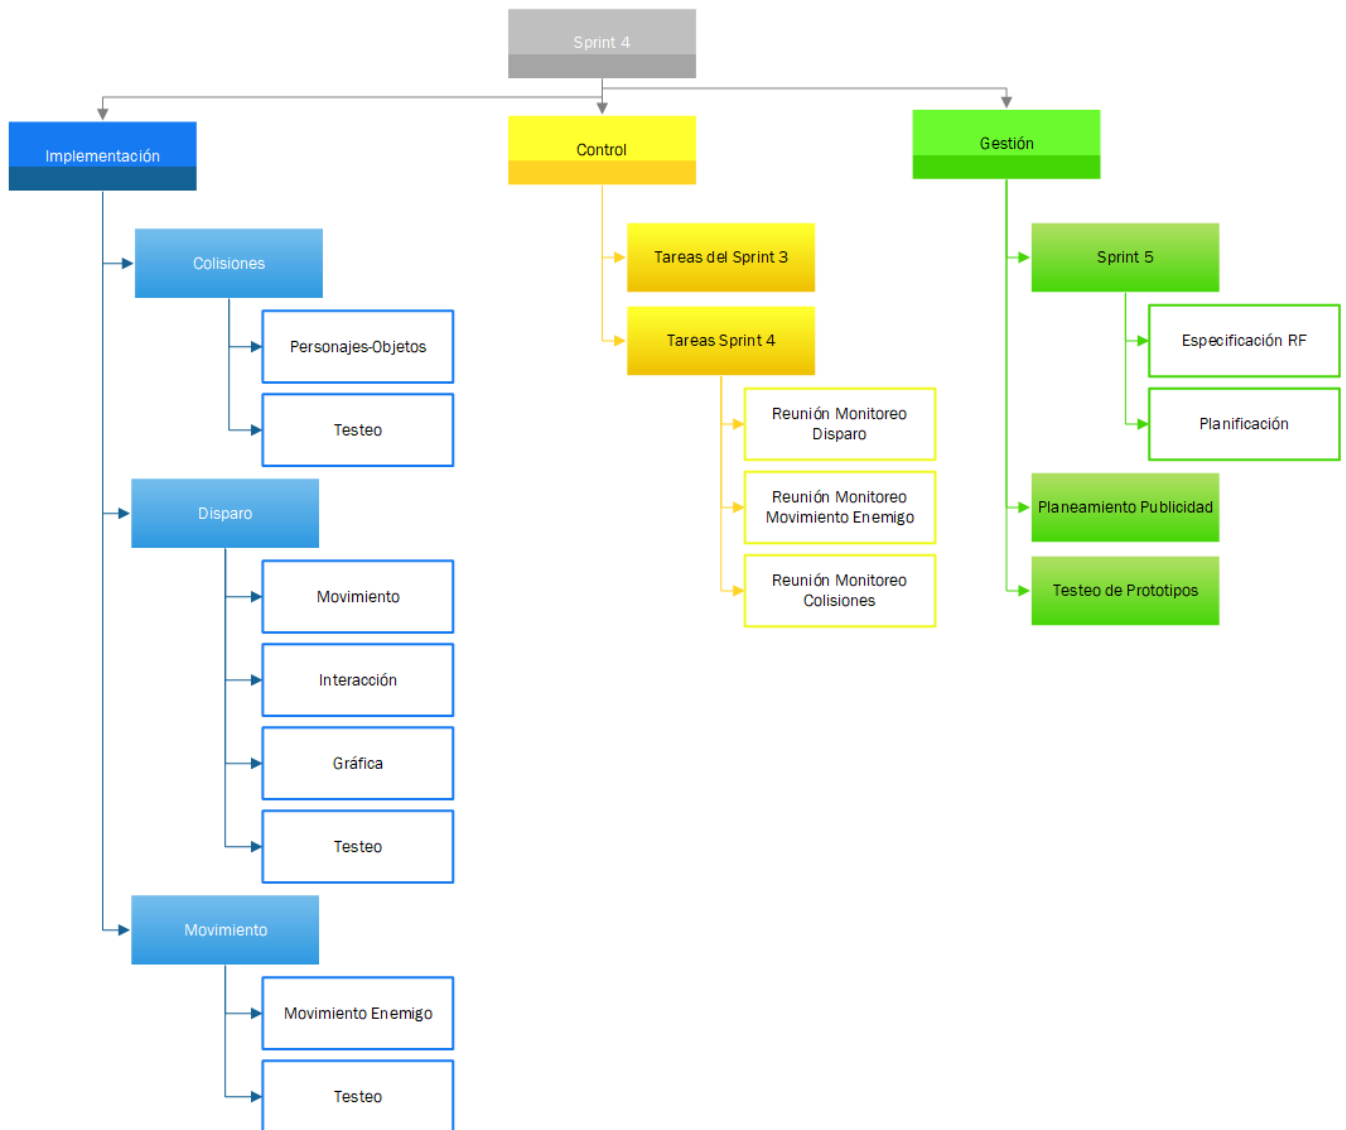 Sprint 4
Implementación
Colisiones
Personajes-Objetos
Testeo
Disparo
Movimiento
Interacción
Gráfica
Testeo
Movimiento
Movimiento Enemigo
Testeo
Control
Tareas del Sprint 3
Tareas Sprint 4
Reunión Monitoreo
Disparo
Reunión Monitoreo
Movimiento Enemigo
Reunión Monitoreo
Colisiones
Gestión
Sprint 5
Especificación RF
Planificación
Planeamiento Publicidad
Testeo de Prototipos